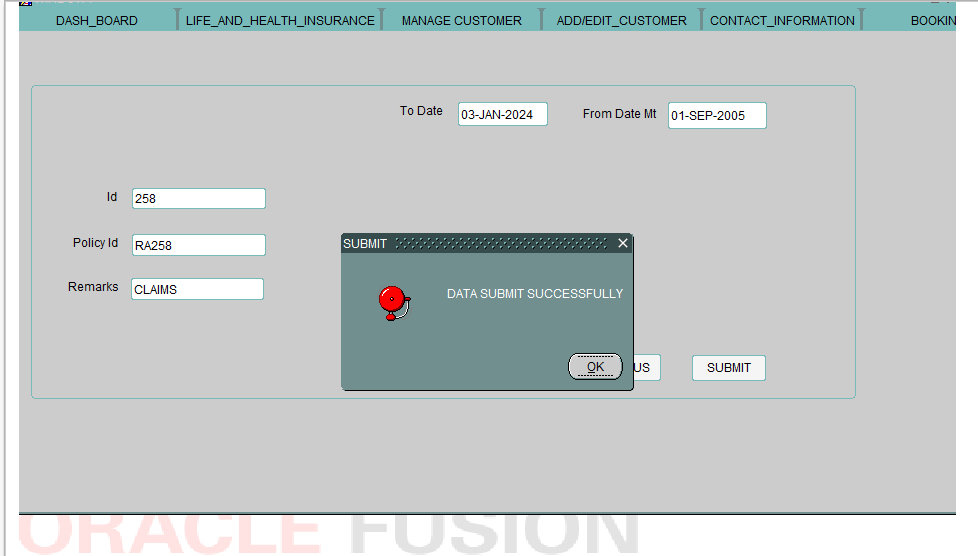 DASH_BOARD LIFE_AND_HEALTH_INSURANCE MANAGE CUSTOMER ADD/EDIT_CUSTOMER CONTACT_INFORMATION BOOKIN
To Date 03-JAN-2024 From Date Mt 01-SEP-2005
Id 258
Policy Id RA258
Remarks CLAIMS
SUBMIT
DATA SUBMIT SUCCESSFULLY
OK
US SUBMIT
ORACLE FUSION